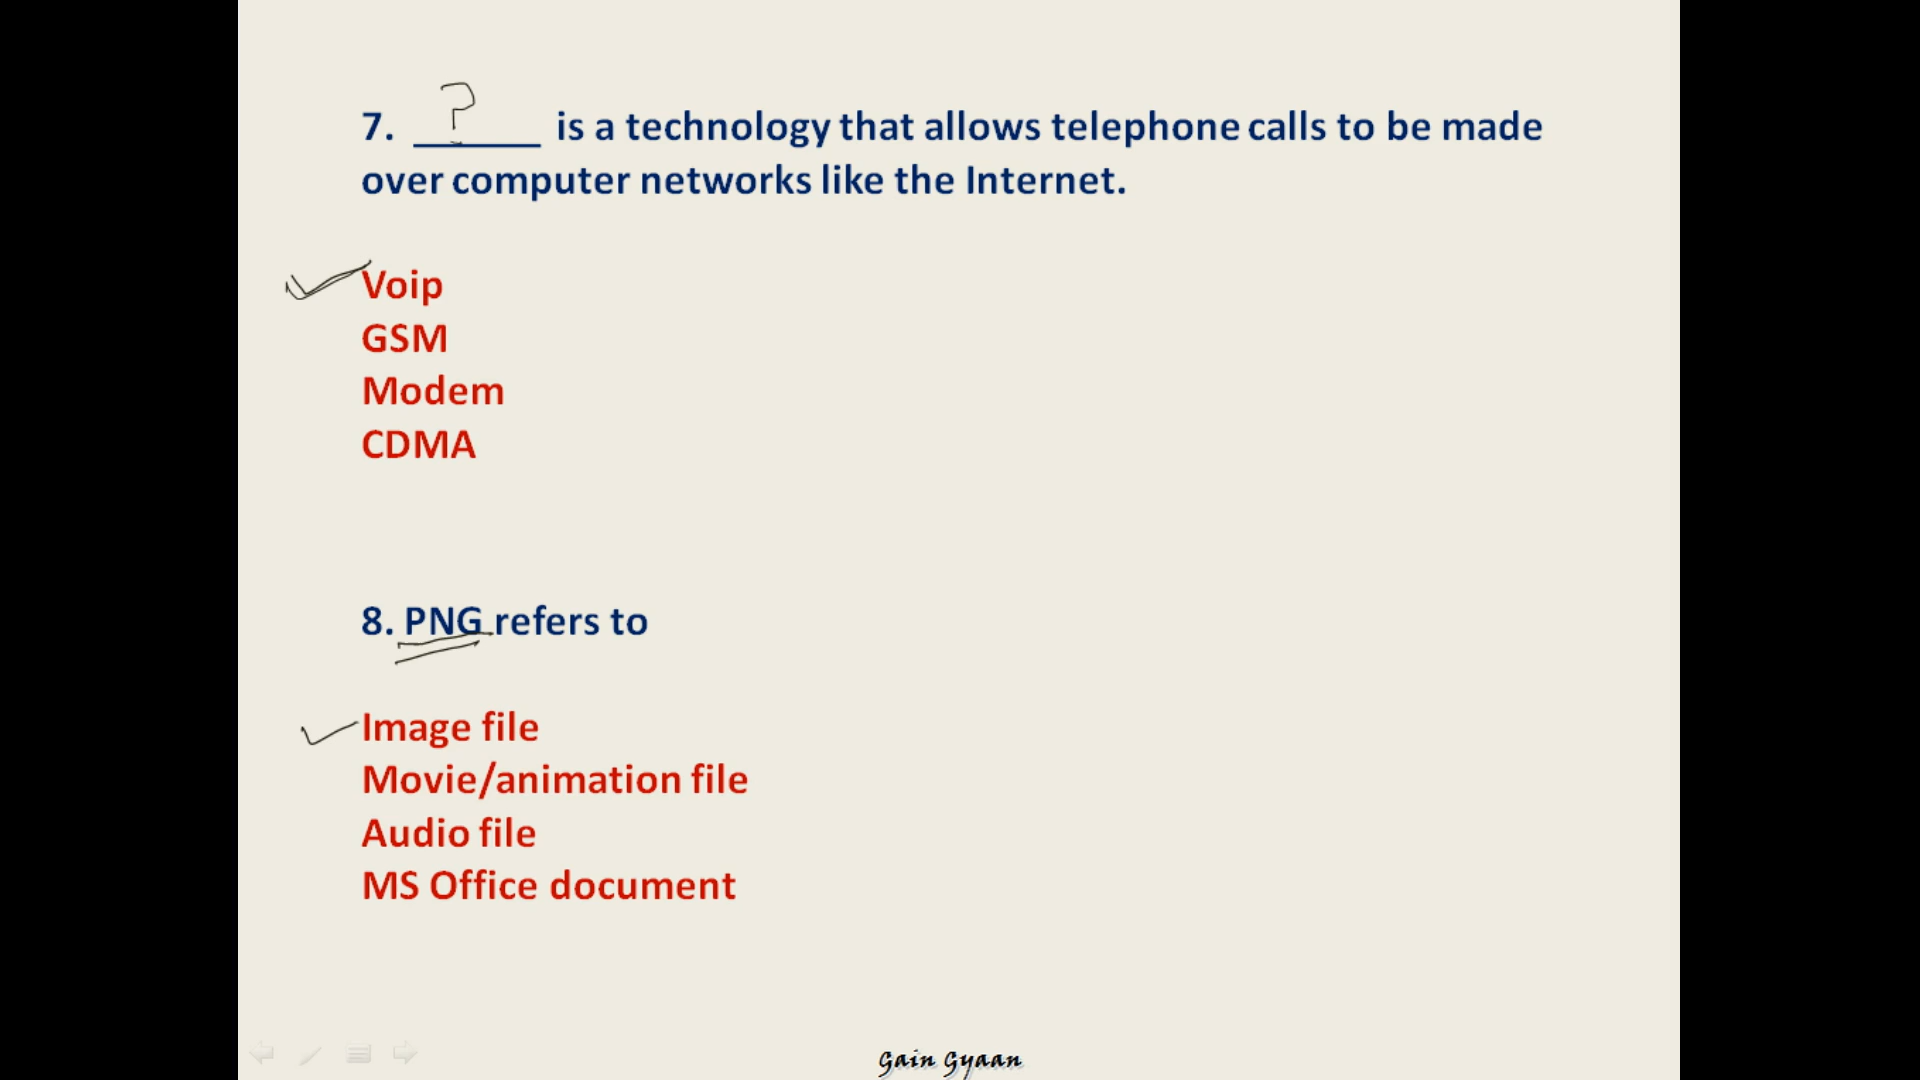 7. ______ is a technology that allows telephone calls to be made
?
over computer networks like the Internet.
Voip
GSM
Modem
CDMA
8. PNG refers to
Image file
Movie/animation file
Audio file
MS Office document
Gain Gyaan